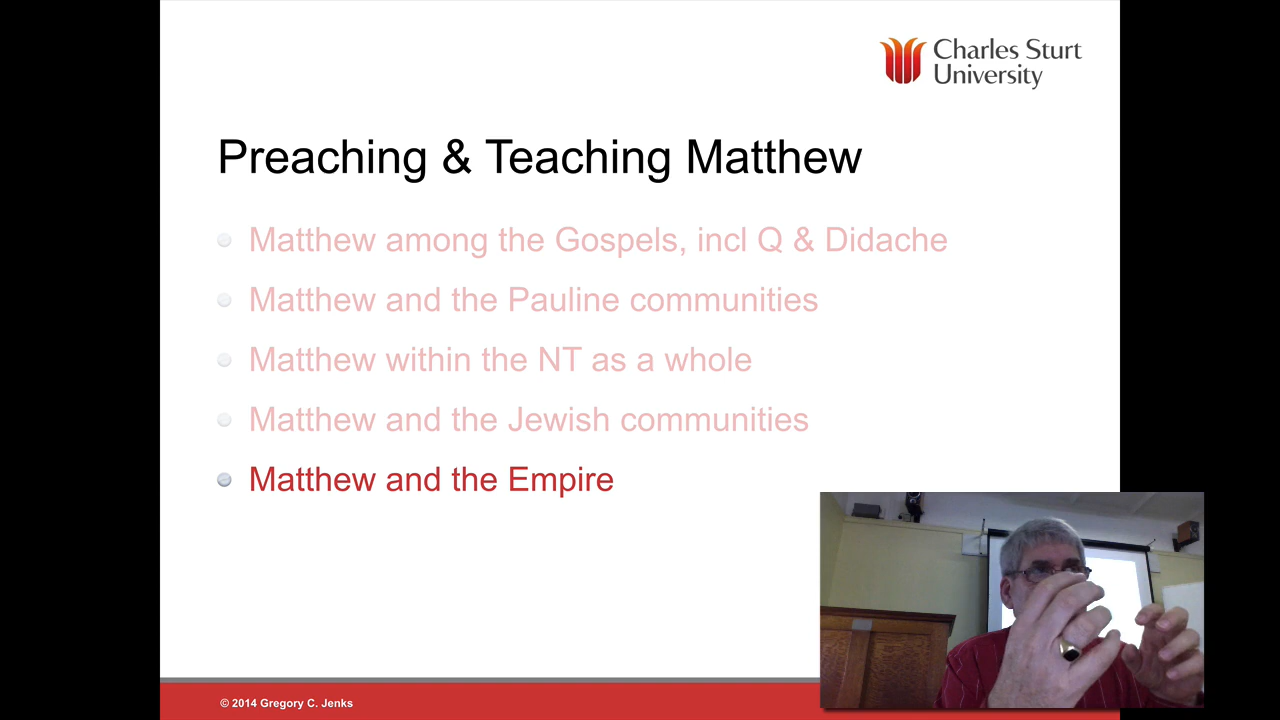 Charles Sturt
University
Preaching & Teaching Matthew
Matthew among the Gospels, incl Q & Didache
Matthew and the Pauline communities
Matthew within the NT as a whole
Matthew and the Jewish communities
Matthew and the Empire
© 2014 Gregory C. Jenks